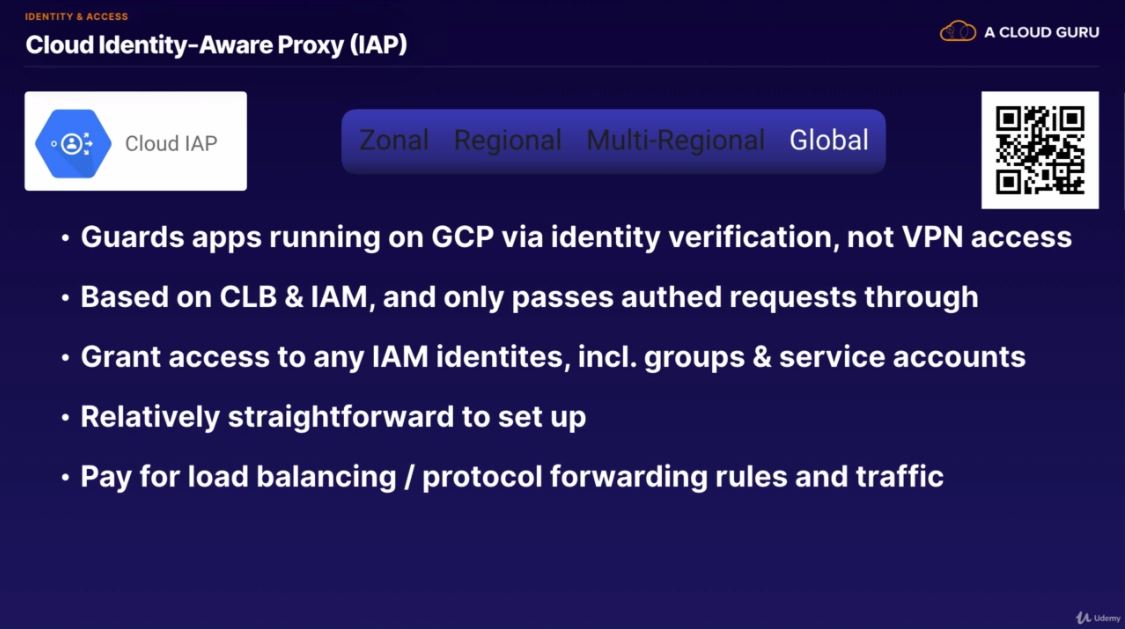 IDENTITY & ACCESS
Cloud Identity-Aware Proxy (IAP)
A CLOUD GURU
Cloud IAP
Zonal Regional Multi-Regional Global
• Guards apps running on GCP via identity verification, not VPN access
• Based on CLB & IAM, and only passes authed requests through
• Grant access to any IAM identites, incl. groups & service accounts
• Relatively straightforward to set up
• Pay for load balancing / protocol forwarding rules and traffic
Udemy